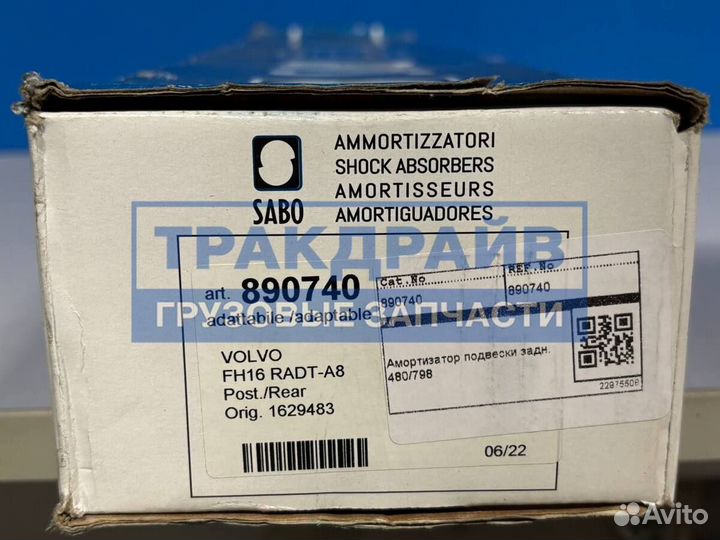 AMMORTIZZATORI
SHOCK ABSORBERS
AMORTISSEURS
AMORTIGUADORES
SABO
ТРАКДРАЙВ
ГРУЗОВЫЕ ЗАПЧАСТИ
art. 890740
adattabile/adaptable
VOLVO
FH16 RADT-A8
Post./Rear
Orig. 1629483
06/22
Cat.No REF.No
890740 890740
Амортизатор подвески задн.
480/798
22975508
Avito